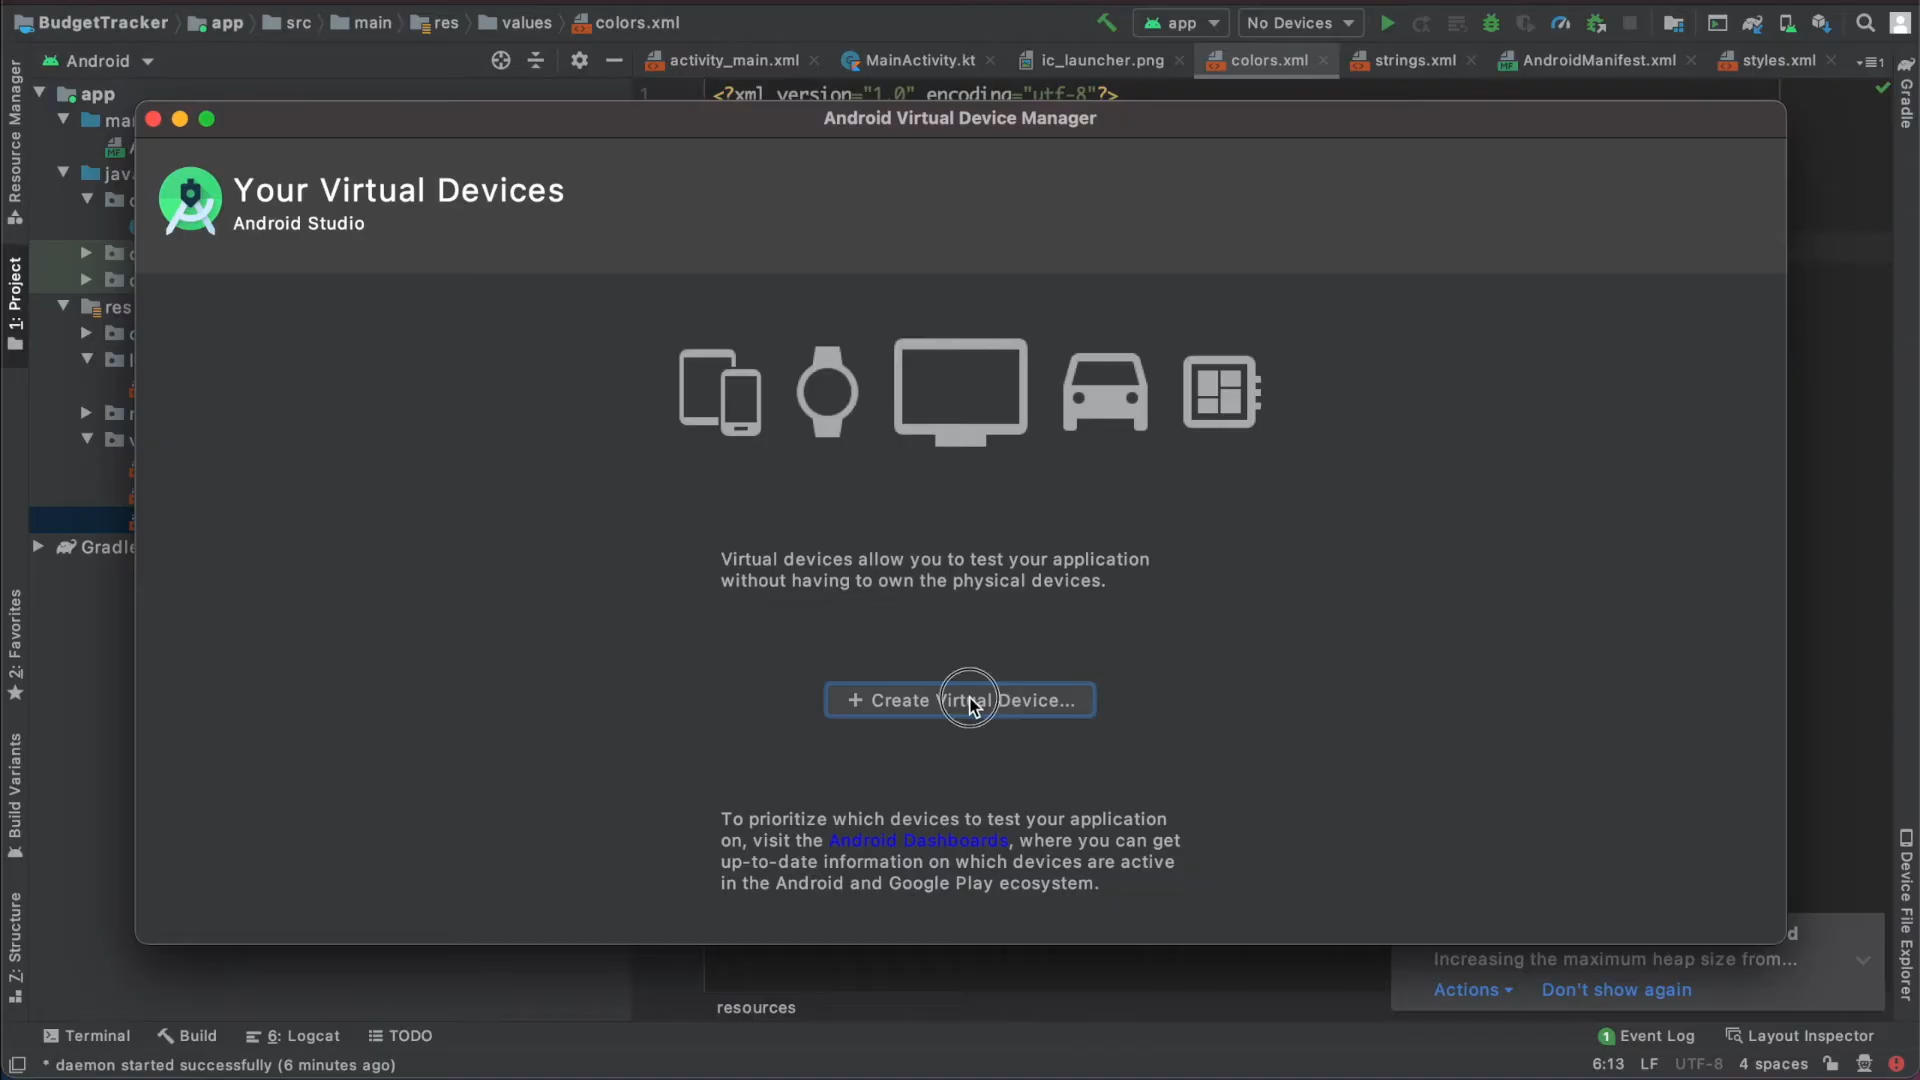 BudgetTracker app src main res values colors.xml app No Devices
Android activity_main.xml MainActivity.kt ic_launcher.png colors.xml strings.xml AndroidManifest.xml styles.xml 1
app
1 <?xml version="1.0" encoding="utf-8"?>
Android Virtual Device Manager
Your Virtual Devices
Android Studio
res
Virtual devices allow you to test your application
without having to own the physical devices.
+ Create Virtual Device...
To prioritize which devices to test your application
on, visit the Android Dashboards, where you can get
up-to-date information on which devices are active
in the Android and Google Play ecosystem.
Increasing the maximum heap size from...
Actions Don't show again
resources
Resource Manager
1: Project
2: Favorites
Build Variants
Z: Structure
Gradle
Device File Explorer
Terminal Build 6: Logcat TODO 1 Event Log Layout Inspector
* daemon started successfully (6 minutes ago) 6:13 LF UTF-8 4 spaces